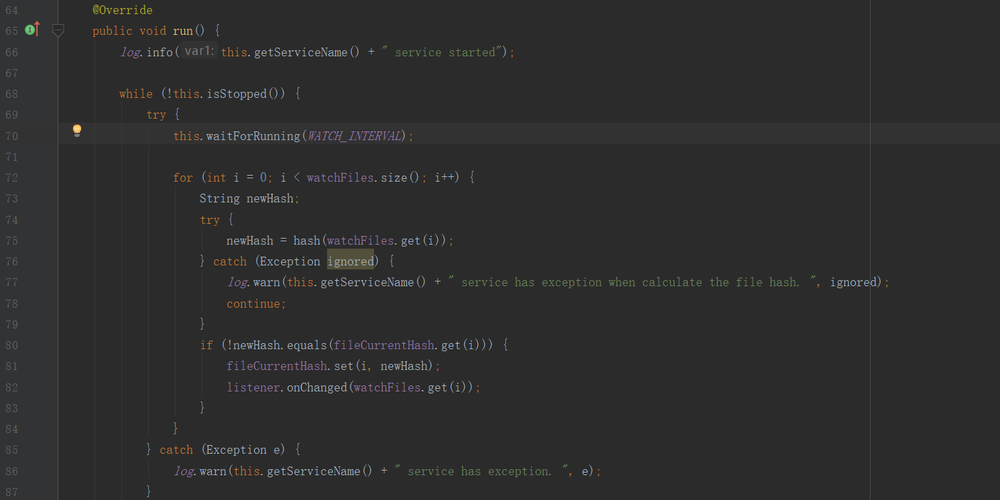 64 @Override
65 public void run() {
66 log.info( var1: this.getServiceName() + " service started");
67
68 while (!this.isStopped()) {
69 try {
70 this.waitForRunning(WATCH_INTERVAL);
71
72 for (int i = 0; i < watchFiles.size(); i++) {
73 String newHash;
74 try {
75 newHash = hash(watchFiles.get(i));
76 } catch (Exception ignored) {
77 log.warn(this.getServiceName() + " service has exception when calculate the file hash. ", ignored);
78 continue;
79 }
80 if (!newHash.equals(fileCurrentHash.get(i))) {
81 fileCurrentHash.set(i, newHash);
82 listener.onChanged(watchFiles.get(i));
83 }
84 }
85 } catch (Exception e) {
86 log.warn(this.getServiceName() + " service has exception. ", e);
87 }